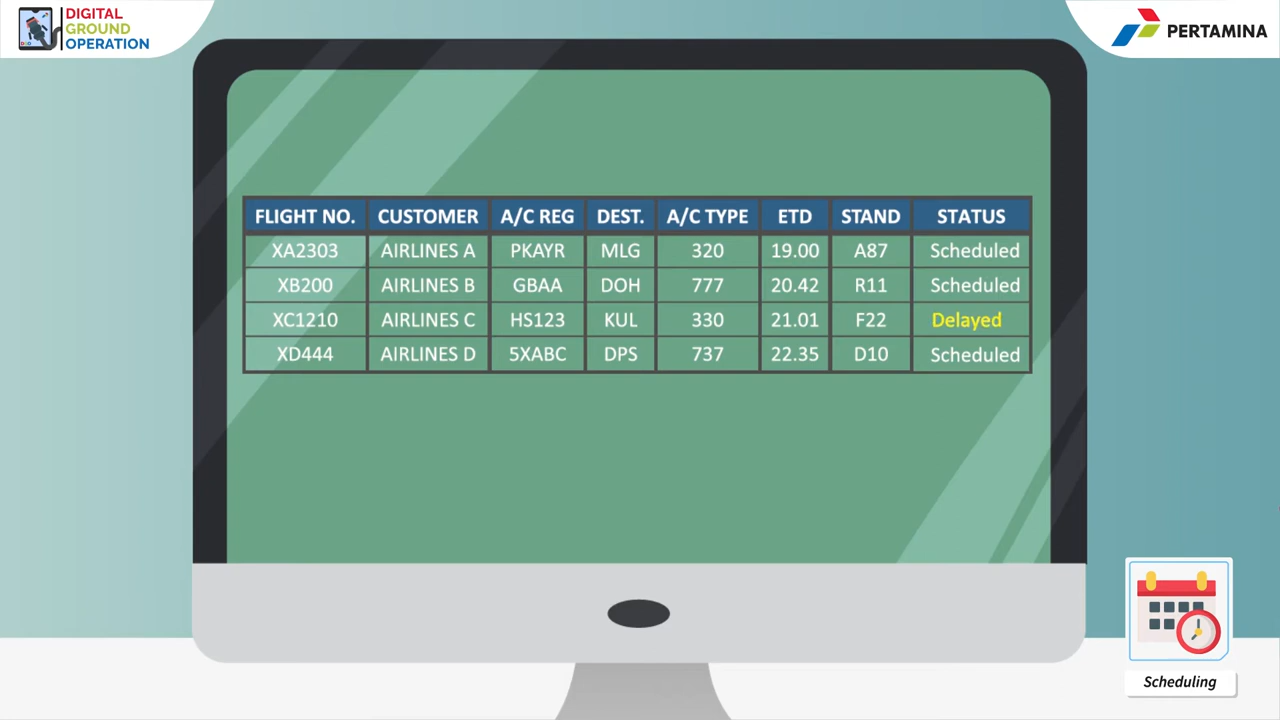 DIGITAL
GROUND
OPERATION
PERTAMINA
FLIGHT NO. CUSTOMER A/C REG DEST. A/C TYPE ETD STAND STATUS
XA2303 AIRLINES A PKAYR MLG 320 19.00 A87 Scheduled
XB200 AIRLINES B GBAA DOH 777 20.42 R11 Scheduled
XC1210 AIRLINES C HS123 KUL 330 21.01 F22 Delayed
XD444 AIRLINES D 5XABC DPS 737 22.35 D10 Scheduled
Scheduling